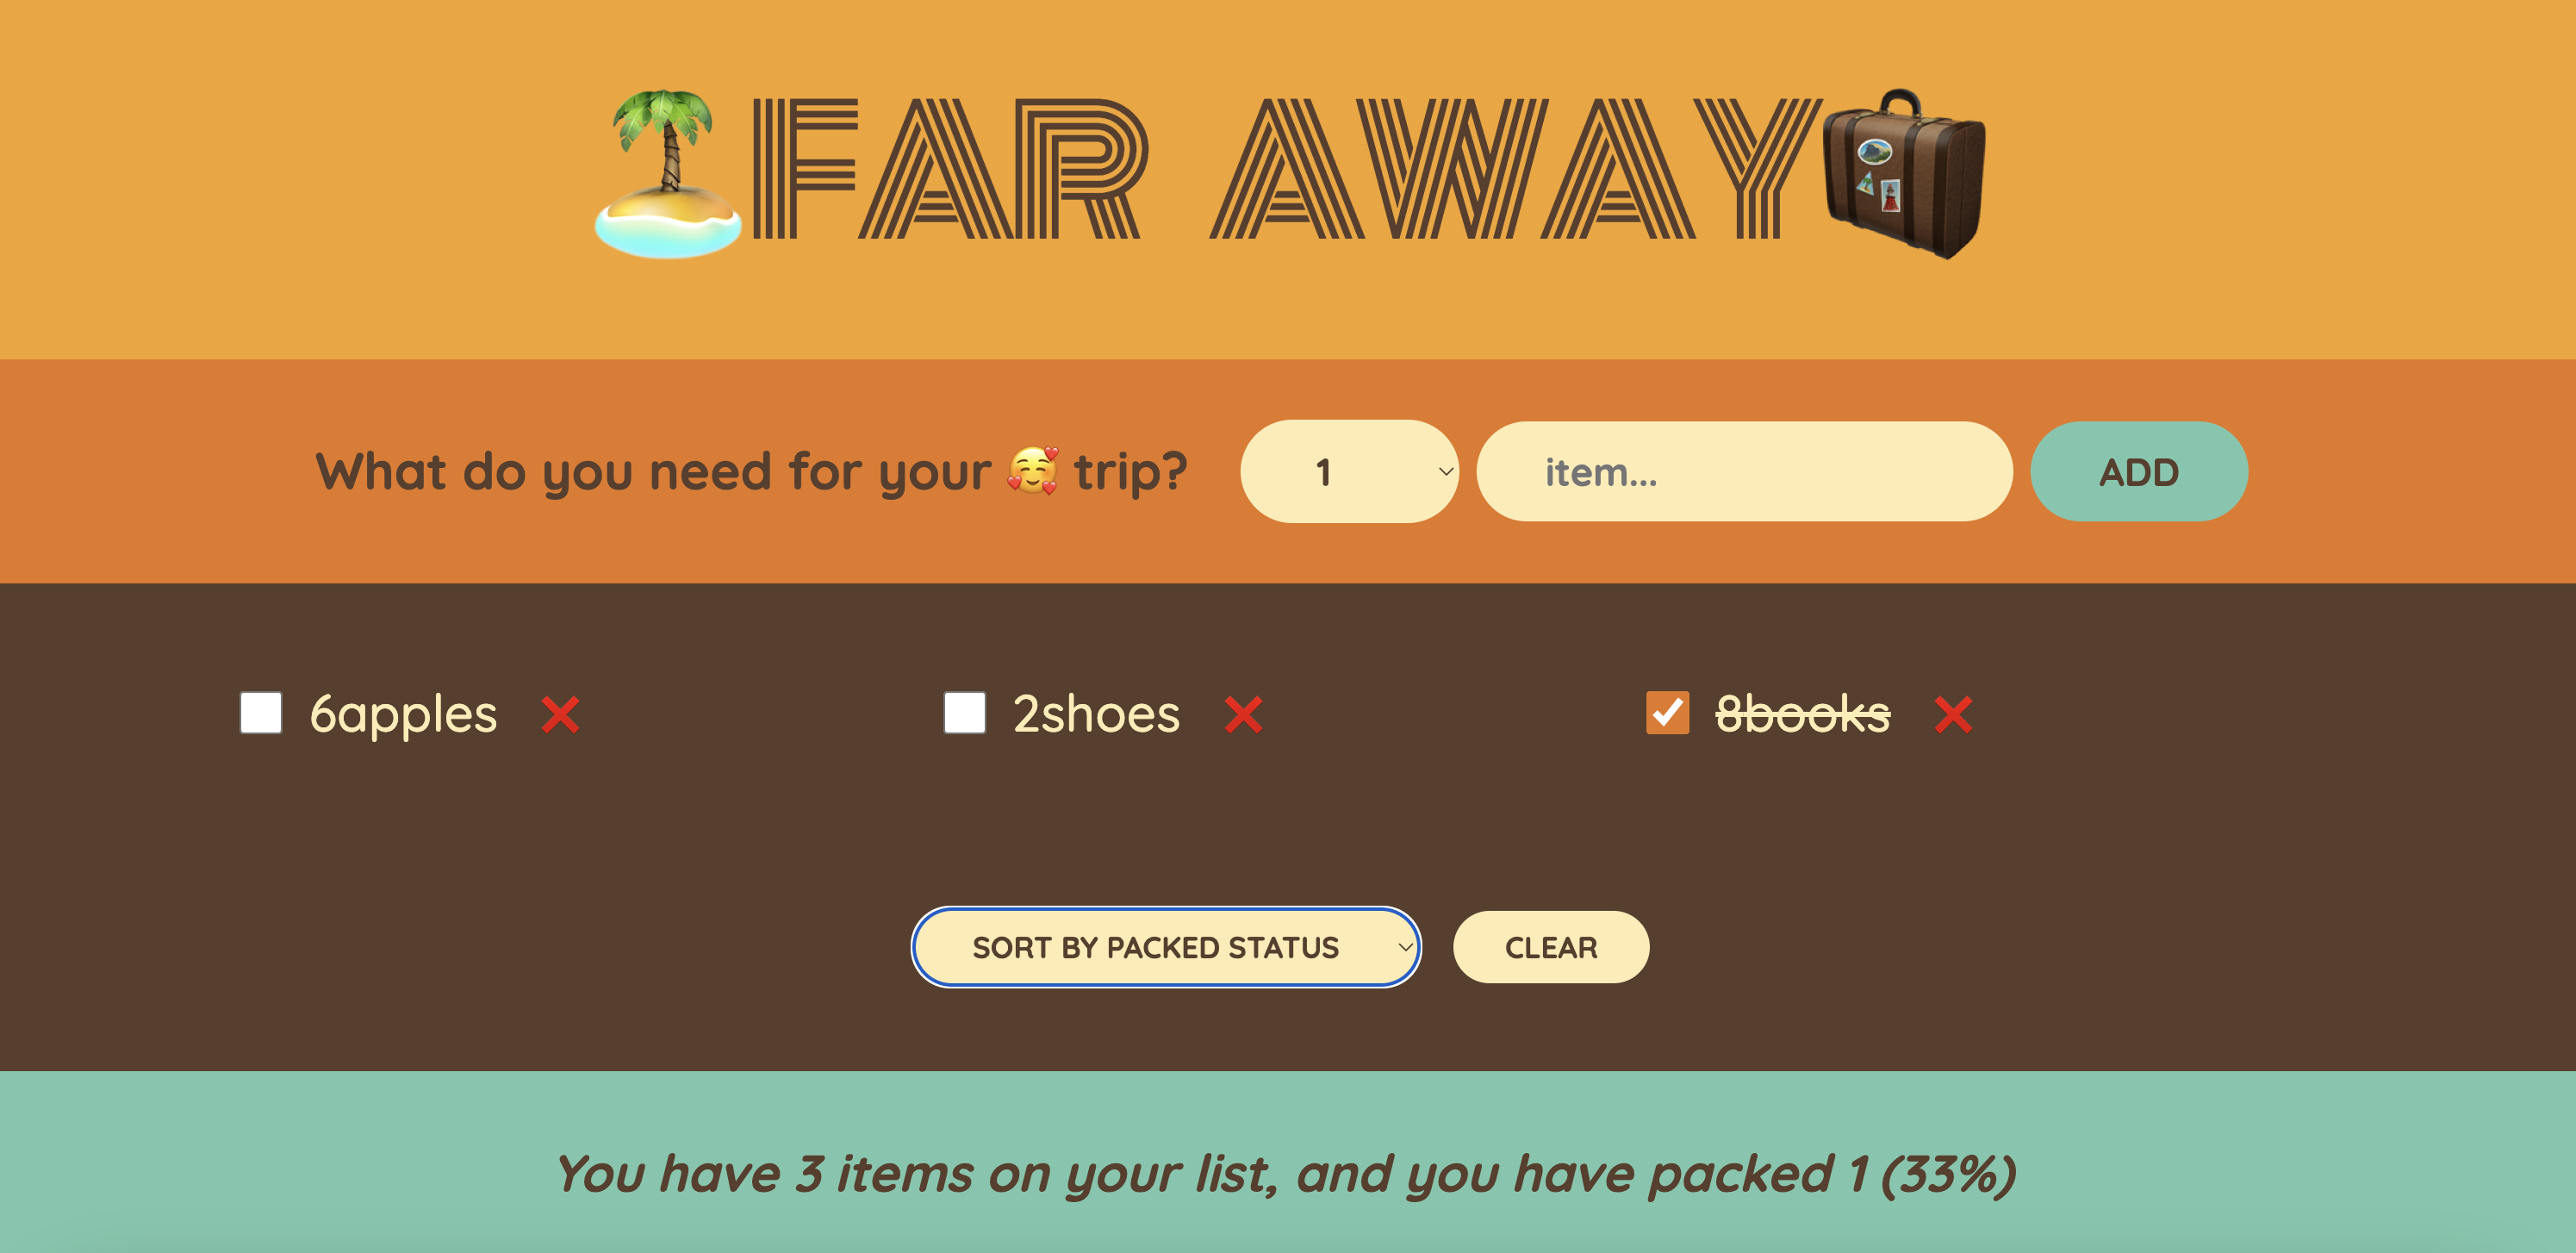 🏝️FAR AWAY🧳
What do you need for your 🥰 trip? 1 item... ADD
6apples ❌ 2shoes ❌ 8books ❌
SORT BY PACKED STATUS CLEAR
You have 3 items on your list, and you have packed 1 (33%)